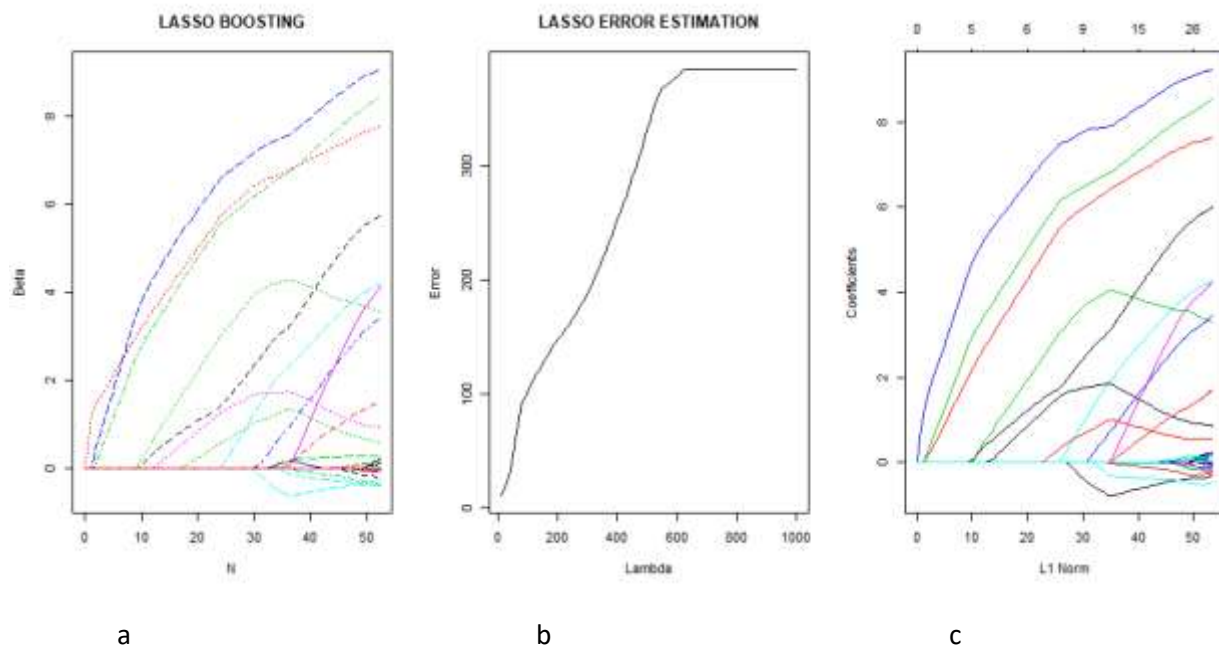 LASSO BOOSTING
Beta
8
6
4
2
0
0 10 20 30 40 50
N
a
LASSO ERROR ESTIMATION
Error
300
200
100
0
0 200 400 600 800 1000
Lambda
b
0 5 6 9 15 26
Coefficients
8
6
4
2
0
0 10 20 30 40 50
L1 Norm
c